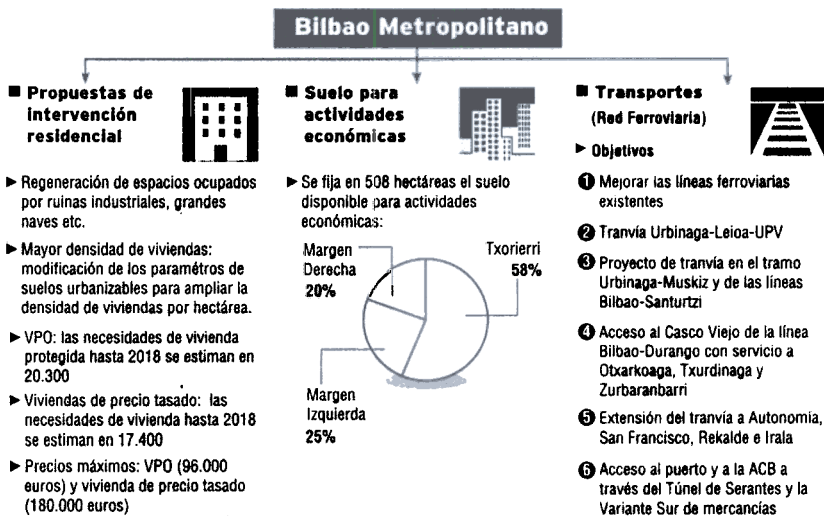 Bilbao Metropolitano
■ Propuestas de
intervención
residencial
► Regeneración de espacios ocupados
por ruinas industriales, grandes
naves etc.
► Mayor densidad de viviendas:
modificación de los paramétros de
suelos urbanizables para ampliar la
densidad de viviendas por hectárea.
► VPO: las necesidades de vivienda
protegida hasta 2018 se estiman en
20.300
► Viviendas de precio tasado: las
necesidades de vivienda hasta 2018
se estiman en 17.400
► Precios máximos: VPO (96.000
euros) y vivienda de precio tasado
(180.000 euros)
■ Suelo para
actividades
económicas
► Se fija en 508 hectáreas el suelo
disponible para actividades
económicas:
Margen
Derecha
20%
Txorierri
58%
Margen
Izquierda
25%
■ Transportes
(Red Ferroviaria)
► Objetivos
1 Mejorar las líneas ferroviarias
existentes
2 Tranvía Urbinaga-Leioa-UPV
3 Proyecto de tranvía en el tramo
Urbinaga-Muskiz y de las líneas
Bilbao-Santurtzi
4 Acceso al Casco Viejo de la línea
Bilbao-Durango con servicio a
Otxarkoaga, Txurdinaga y
Zurbaranbarri
5 Extensión del tranvía a Autonomia,
San Francisco, Rekalde e Irala
6 Acceso al puerto y a la ACB a
través del Túnel de Serantes y la
Variante Sur de mercancías